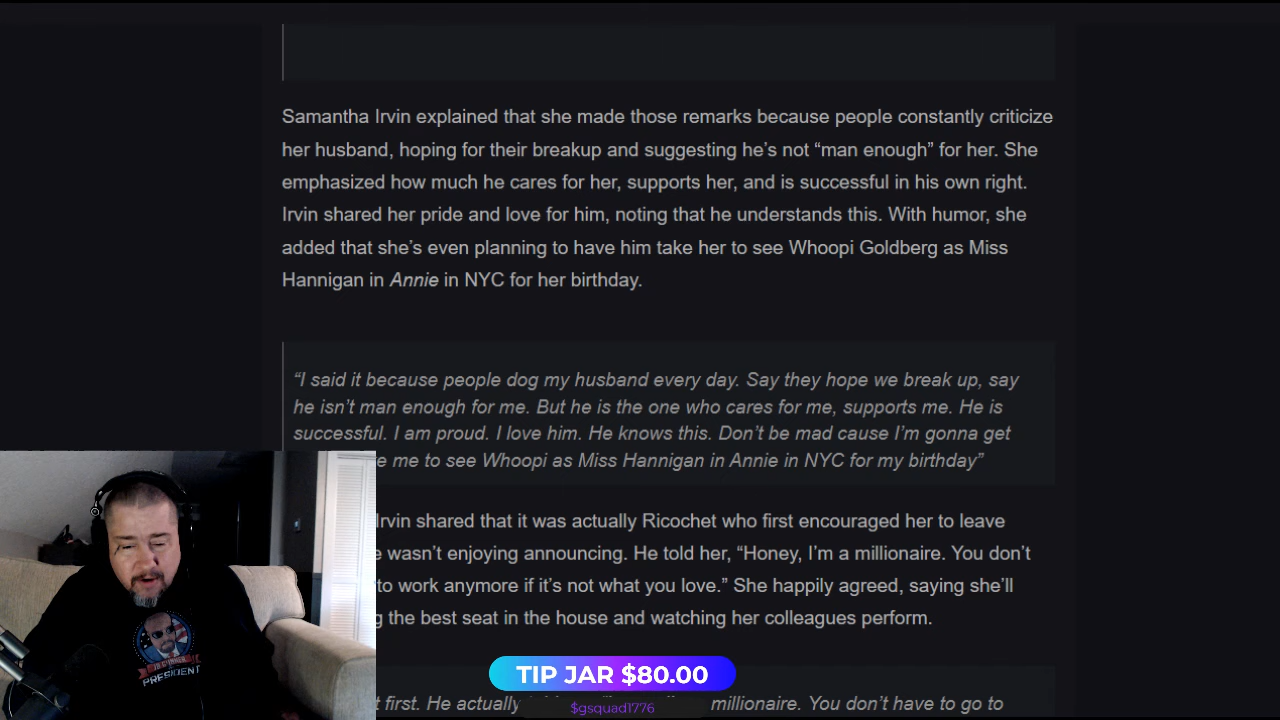 Samantha Irvin explained that she made those remarks because people constantly criticize
her husband, hoping for their breakup and suggesting he's not “man enough” for her. She
emphasized how much he cares for her, supports her, and is successful in his own right.
Irvin shared her pride and love for him, noting that he understands this. With humor, she
added that she's even planning to have him take her to see Whoopi Goldberg as Miss
Hannigan in Annie in NYC for her birthday.
“I said it because people dog my husband every day. Say they hope we break up, say
he isn't man enough for me. But he is the one who cares for me, supports me. He is
successful. I am proud. I love him. He knows this. Don't be mad cause I'm gonna get
me to see Whoopi as Miss Hannigan in Annie in NYC for my birthday”
Irvin shared that it was actually Ricochet who first encouraged her to leave
wasn't enjoying announcing. He told her, “Honey, I'm a millionaire. You don't
to work anymore if it's not what you love.” She happily agreed, saying she'll
the best seat in the house and watching her colleagues perform.
first. He actually millionaire. You don't have to go to
TIP JAR $80.00
$gsquad1776
PRESIDENT